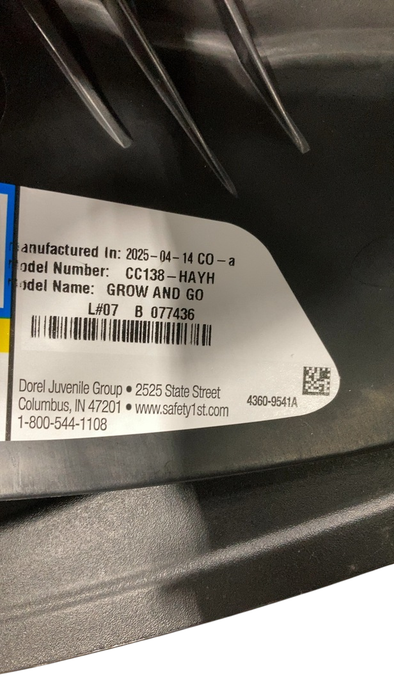 anufactured In: 2025-04-14 CO-a
odel Number: CC138-HAYH
odel Name: GROW AND GO
L#07 B 077436
Dorel Juvenile Group • 2525 State Street
Columbus, IN 47201 • www.safety1st.com
1-800-544-1108
4360-9541A